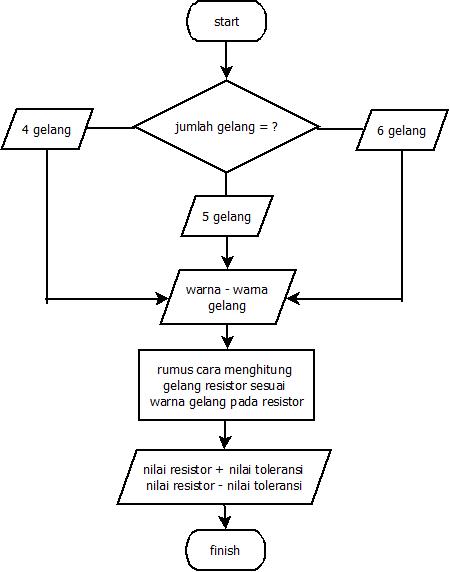 start
jumlah gelang = ?
4 gelang
6 gelang
5 gelang
warna - warna
gelang
rumus cara menghitung
gelang resistor sesuai
warna gelang pada resistor
nilai resistor + nilai toleransi
nilai resistor - nilai toleransi
finish